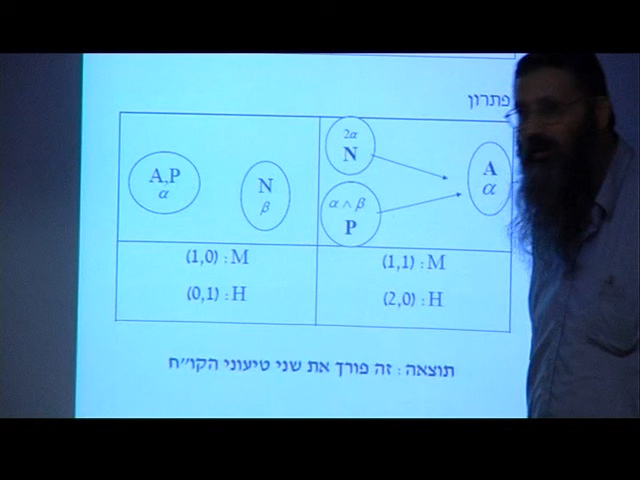 פתרון
2α
N
α ∧ β
P
A
α
A,P
α
N
β
(1,1) : M
(2,0) : H
(1,0) : M
(0,1) : H
תוצאה : זה פורך את שני טיעוני הקו״ח